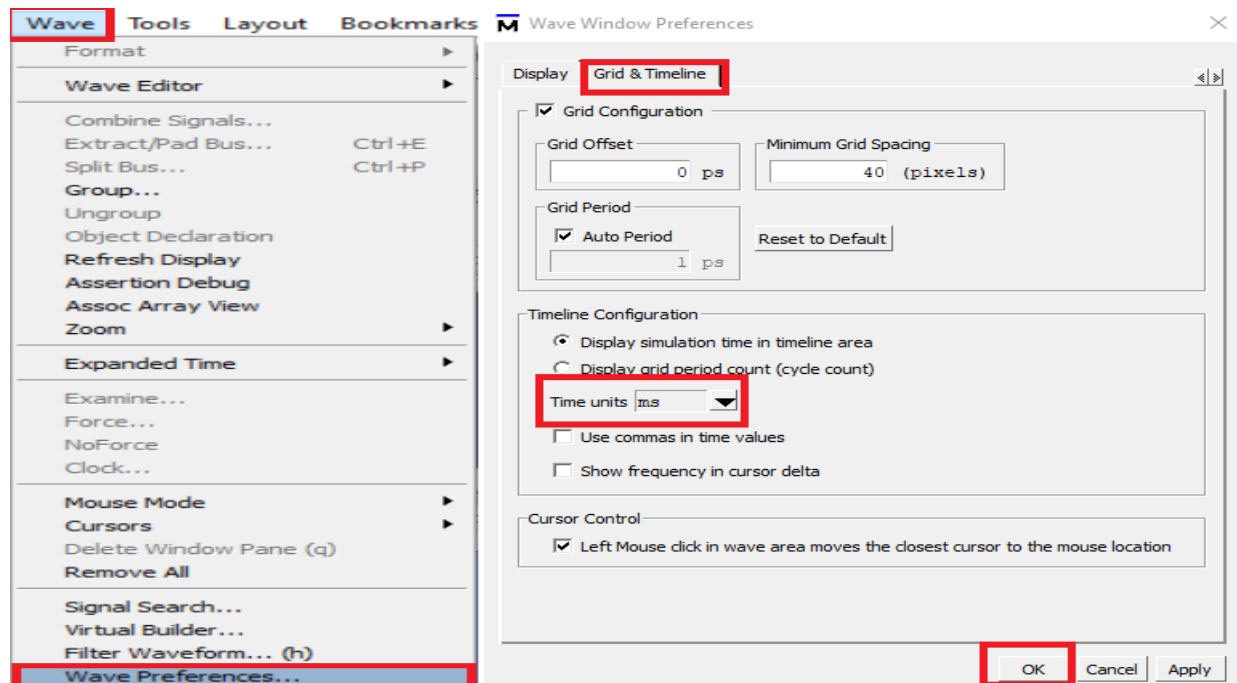 Wave Tools Layout Bookmarks
Format
Wave Editor
Combine Signals...
Extract/Pad Bus... Ctrl+E
Split Bus... Ctrl+P
Group...
Ungroup
Object Declaration
Refresh Display
Assertion Debug
Assoc Array View
Zoom
Expanded Time
Examine...
Force...
NoForce
Clock...
Mouse Mode
Cursors
Delete Window Pane (q)
Remove All
Signal Search...
Virtual Builder...
Filter Waveform... (h)
Wave Preferences...
M Wave Window Preferences
Display Grid & Timeline
Grid Configuration
Grid Offset
0 ps
Minimum Grid Spacing
40 (pixels)
Grid Period
Auto Period
1 ps
Reset to Default
Timeline Configuration
Display simulation time in timeline area
Display grid period count (cycle count)
Time units ms
Use commas in time values
Show frequency in cursor delta
Cursor Control
Left Mouse click in wave area moves the closest cursor to the mouse location
OK Cancel Apply